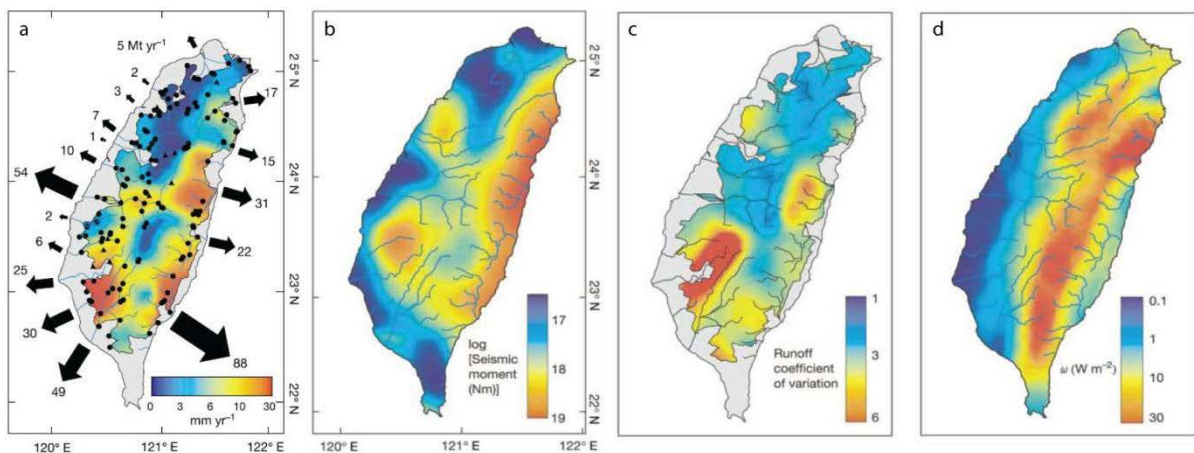 a
5 Mt yr⁻¹
2
3
7
1
10
54
2
6
25
30
49
17
15
31
22
88
0 3 6 10 30
mm yr⁻¹
120° E 121° E 122° E
25° N
24° N
23° N
22° N
b
log
[Seismic
moment
(Nm)]
17
18
19
120° E 121° E 122° E
25° N
24° N
23° N
22° N
c
Runoff
coefficient
of variation
1
3
6
d
ω (W m⁻²)
0.1
1
10
30